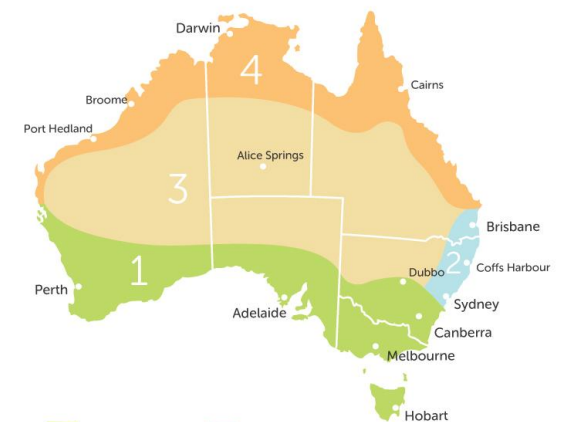 Darwin
4
Cairns
Broome
Port Hedland
Alice Springs
3
Brisbane
2
Coffs Harbour
1
Dubbo
Perth
Sydney
Adelaide
Canberra
Melbourne
Hobart